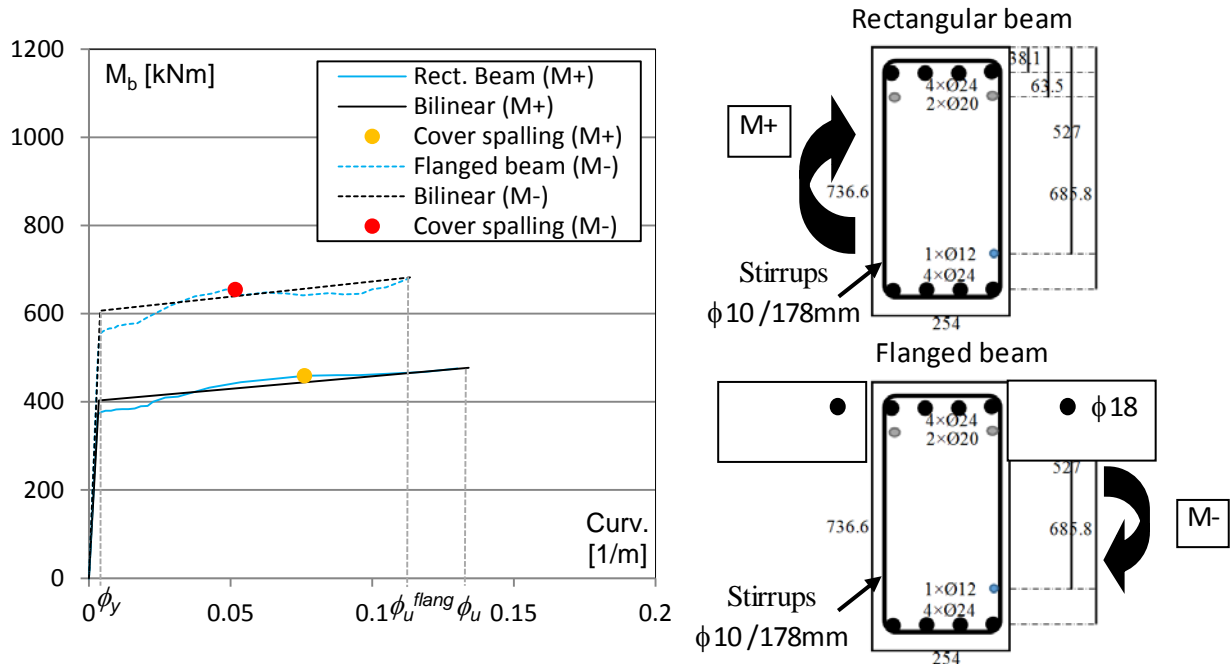 1200
1000
800
600
400
200
0
M_b [kNm]
Rect. Beam (M+)
Bilinear (M+)
Cover spalling (M+)
Flanged beam (M-)
Bilinear (M-)
Cover spalling (M-)
Curv.
[1/m]
0 0.05 0.1 0.15 0.2
ϕ_y ϕ_u^flang ϕ_u
Rectangular beam
M+
38.1
4×Ø24
63.5
2×Ø20
527
736.6
685.8
1×Ø12
4×Ø24
Stirrups
ϕ10 /178mm
254
Flanged beam
4×Ø24
2×Ø20
ϕ18
527
736.6
685.8
M-
1×Ø12
4×Ø24
Stirrups
ϕ10 /178mm
254